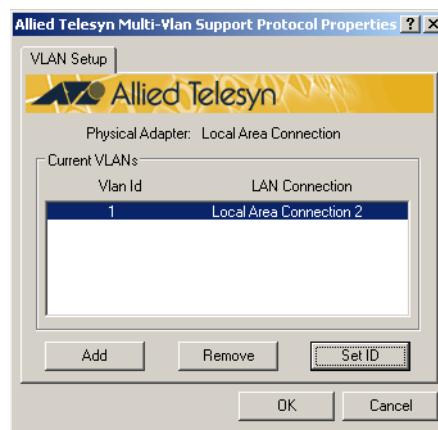 Allied Telesyn Multi-Vlan Support Protocol Properties ? X
VLAN Setup
Allied Telesyn
Physical Adapter: Local Area Connection
Current VLANs
Vlan Id LAN Connection
1 Local Area Connection 2
Add Remove Set ID
OK Cancel